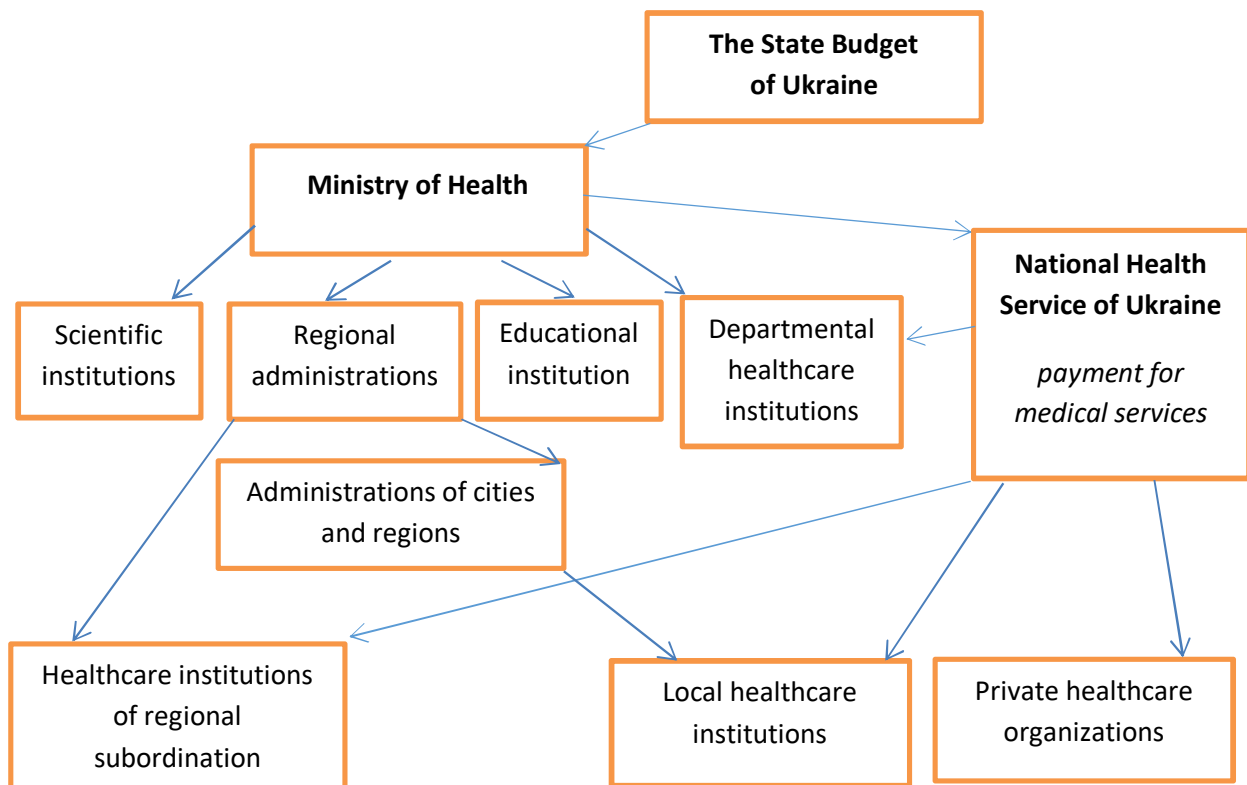 The State Budget
of Ukraine
Ministry of Health
National Health
Service of Ukraine
payment for
medical services
Scientific
institutions
Regional
administrations
Educational
institution
Departmental
healthcare
institutions
Administrations of cities
and regions
Healthcare institutions
of regional
subordination
Local healthcare
institutions
Private healthcare
organizations